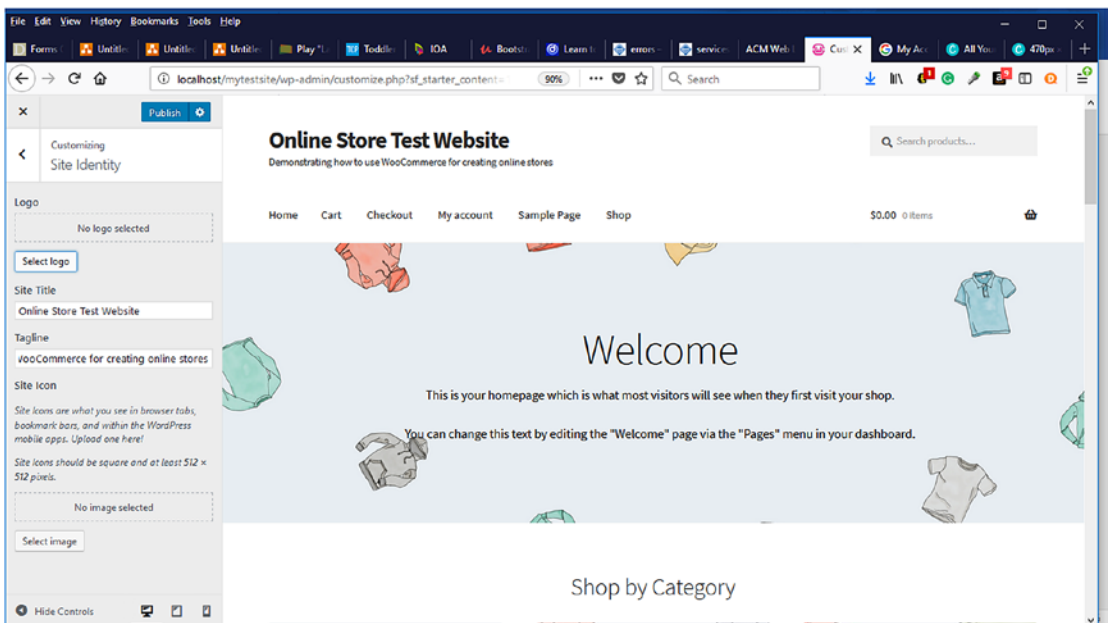 File Edit View History Bookmarks Tools Help
Forms Untitle Untitle Untitle Play "L Toddle IOA Bootst Learn errors - services ACM Web Cus My Acc All You 470px
localhost/mytestsite/wp-admin/customize.php?sf_starter_content= 90% Search
Publish
Customizing
Site Identity
Logo
No logo selected
Select logo
Site Title
Online Store Test Website
Tagline
WooCommerce for creating online stores
Site Icon
Site Icons are what you see in browser tabs,
bookmark bars, and within the WordPress
mobile apps. Upload one here!
Site Icons should be square and at least 512 ×
512 pixels.
No image selected
Select image
Hide Controls
Online Store Test Website
Demonstrating how to use WooCommerce for creating online stores
Search products...
Home Cart Checkout My account Sample Page Shop $0.00 0 items
Welcome
This is your homepage which is what most visitors will see when they first visit your shop.
You can change this text by editing the "Welcome" page via the "Pages" menu in your dashboard.
Shop by Category